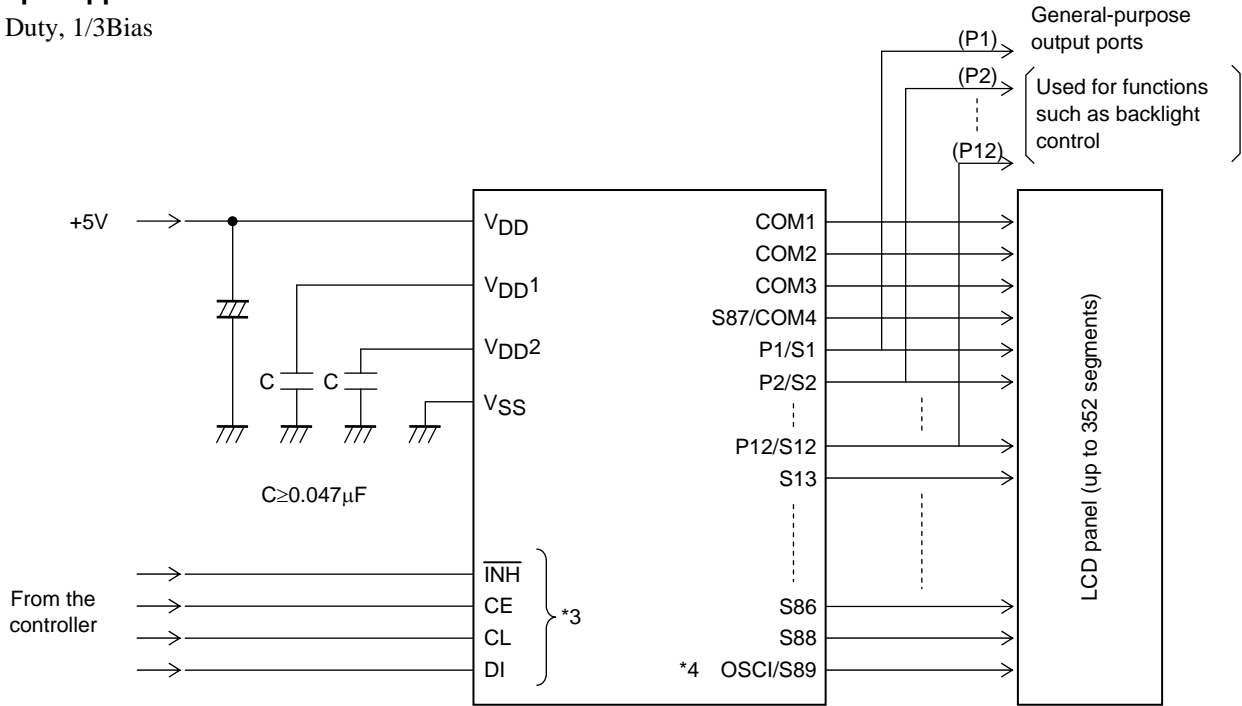 Duty, 1/3Bias
General-purpose
output ports
(P1)
(P2)
Used for functions
such as backlight
control
(P12)
+5V
VDD
COM1
COM2
VDD1
COM3
S87/COM4
VDD2
P1/S1
C
C
P2/S2
VSS
P12/S12
S13
C≥0.047μF
LCD panel (up to 352 segments)
From the
controller
INH
CE
CL
DI
*3
S86
S88
*4 OSCI/S89